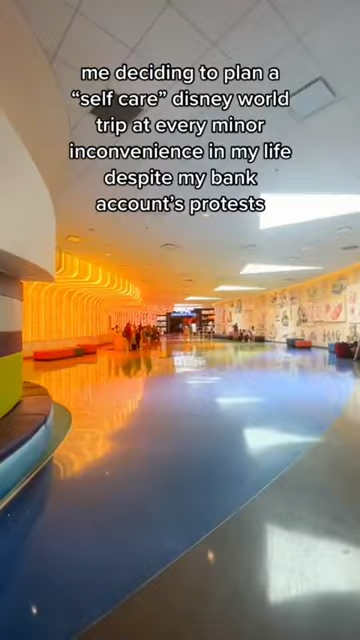 me deciding to plan a
“self care” disney world
trip at every minor
inconvenience in my life
despite my bank
account’s protests